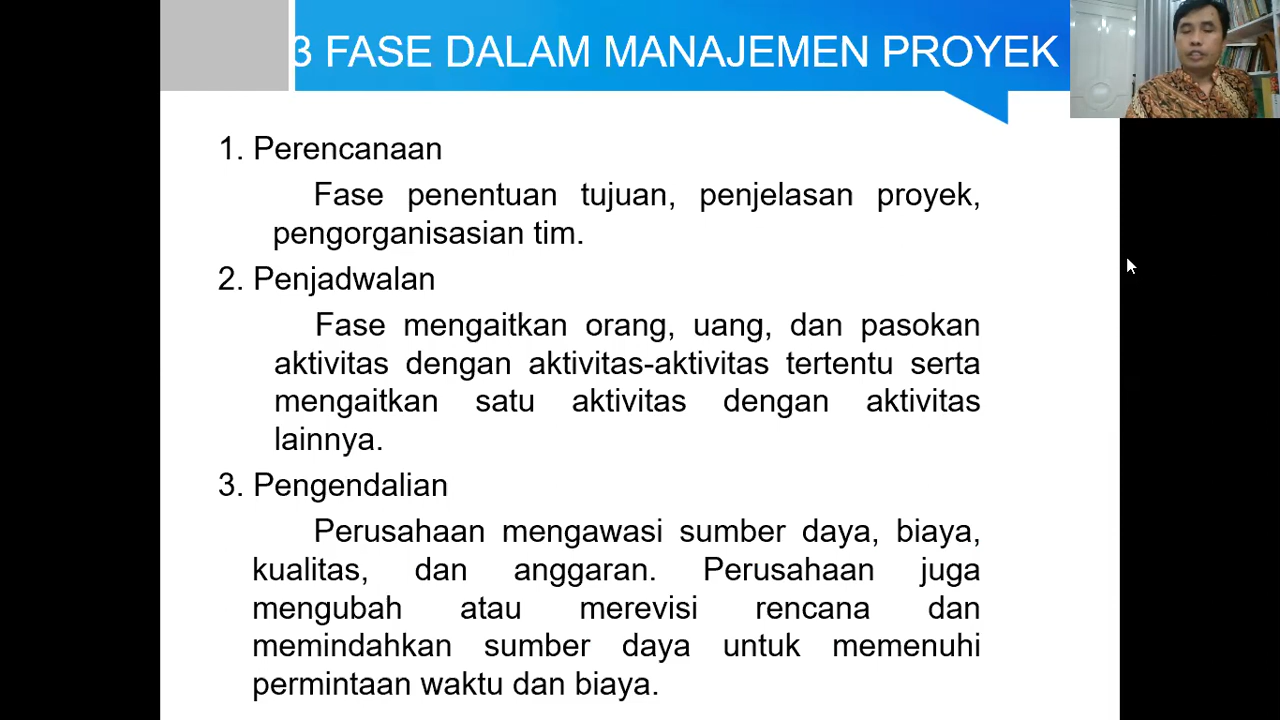 3 FASE DALAM MANAJEMEN PROYEK
1. Perencanaan
Fase penentuan tujuan, penjelasan proyek,
pengorganisasian tim.
2. Penjadwalan
Fase mengaitkan orang, uang, dan pasokan
aktivitas dengan aktivitas-aktivitas tertentu serta
mengaitkan satu aktivitas dengan aktivitas
lainnya.
3. Pengendalian
Perusahaan mengawasi sumber daya, biaya,
kualitas, dan anggaran. Perusahaan juga
mengubah atau merevisi rencana dan
memindahkan sumber daya untuk memenuhi
permintaan waktu dan biaya.